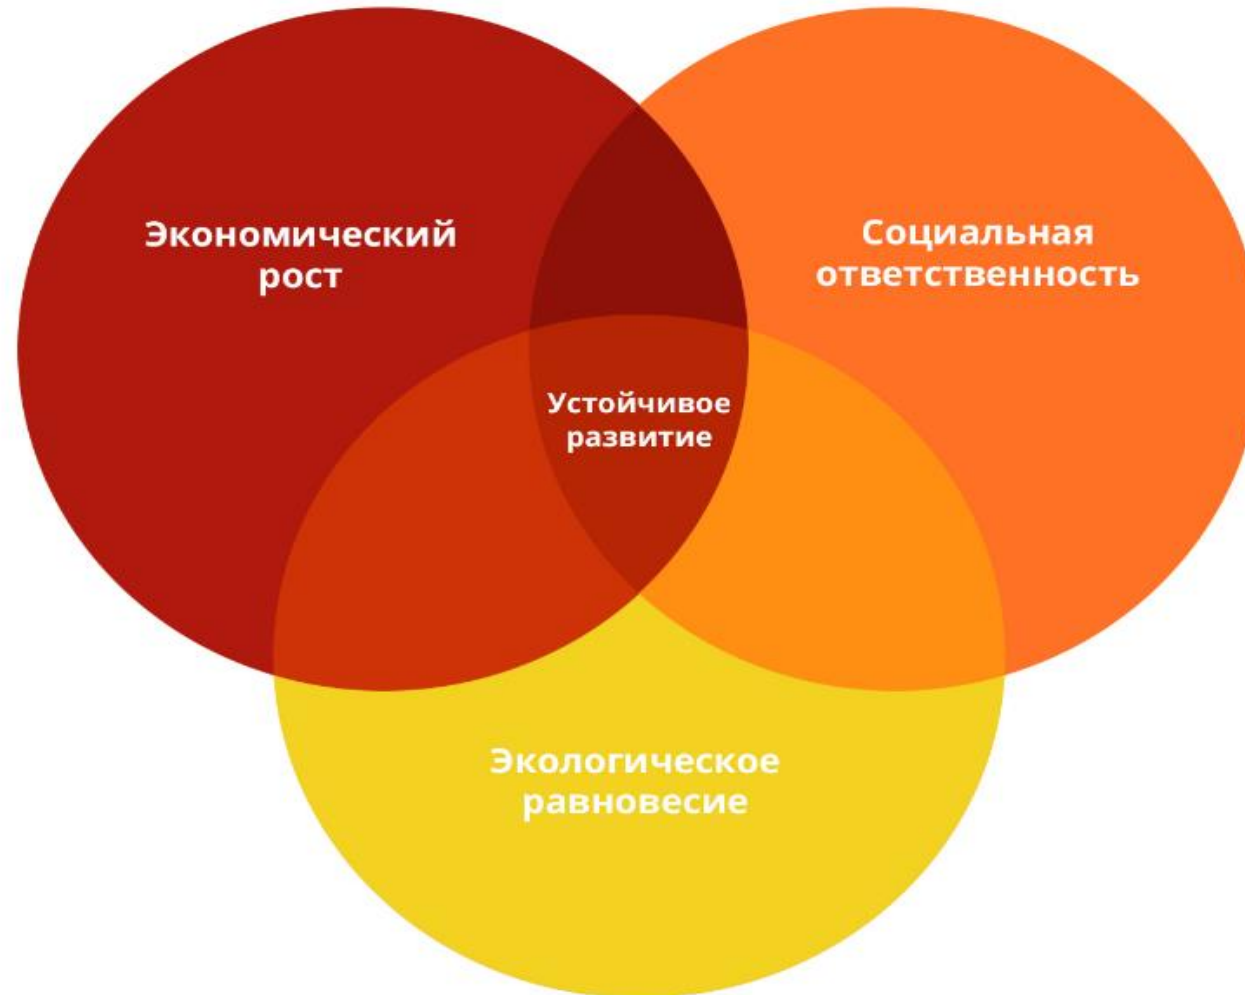 Экономический
рост
Социальная
ответственность
Устойчивое
развитие
Экологическое
равновесие